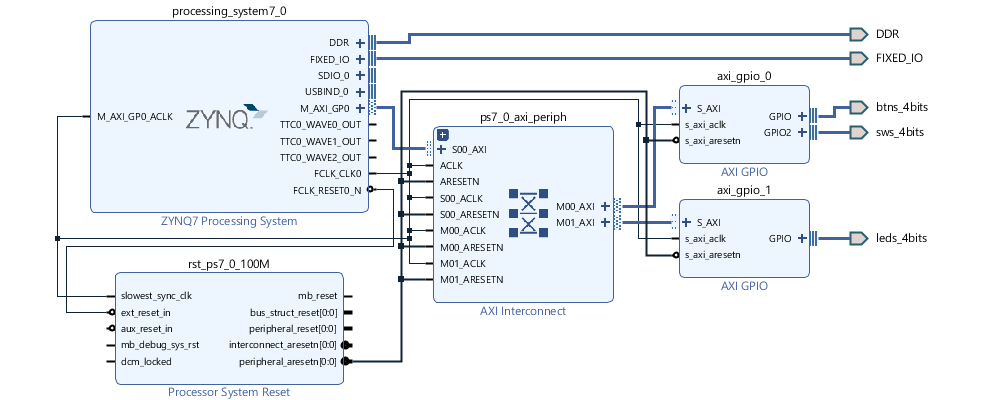 processing_system7_0
DDR
FIXED_IO
SDIO_0
USBIND_0
M_AXI_GP0
M_AXI_GP0_ACLK
ZYNQ
TTC0_WAVE0_OUT
TTC0_WAVE1_OUT
TTC0_WAVE2_OUT
FCLK_CLK0
FCLK_RESET0_N
ZYNQ7 Processing System
rst_ps7_0_100M
slowest_sync_clk
ext_reset_in
aux_reset_in
mb_debug_sys_rst
dcm_locked
mb_reset
bus_struct_reset[0:0]
peripheral_reset[0:0]
interconnect_aresetn[0:0]
peripheral_aresetn[0:0]
Processor System Reset
ps7_0_axi_periph
S00_AXI
ACLK
ARESETN
S00_ACLK
S00_ARESETN
M00_ACLK
M00_ARESETN
M01_ACLK
M01_ARESETN
M00_AXI
M01_AXI
AXI Interconnect
axi_gpio_0
S_AXI
s_axi_aclk
s_axi_aresetn
GPIO
GPIO2
AXI GPIO
axi_gpio_1
S_AXI
s_axi_aclk
s_axi_aresetn
GPIO
AXI GPIO
DDR
FIXED_IO
btns_4bits
sws_4bits
leds_4bits